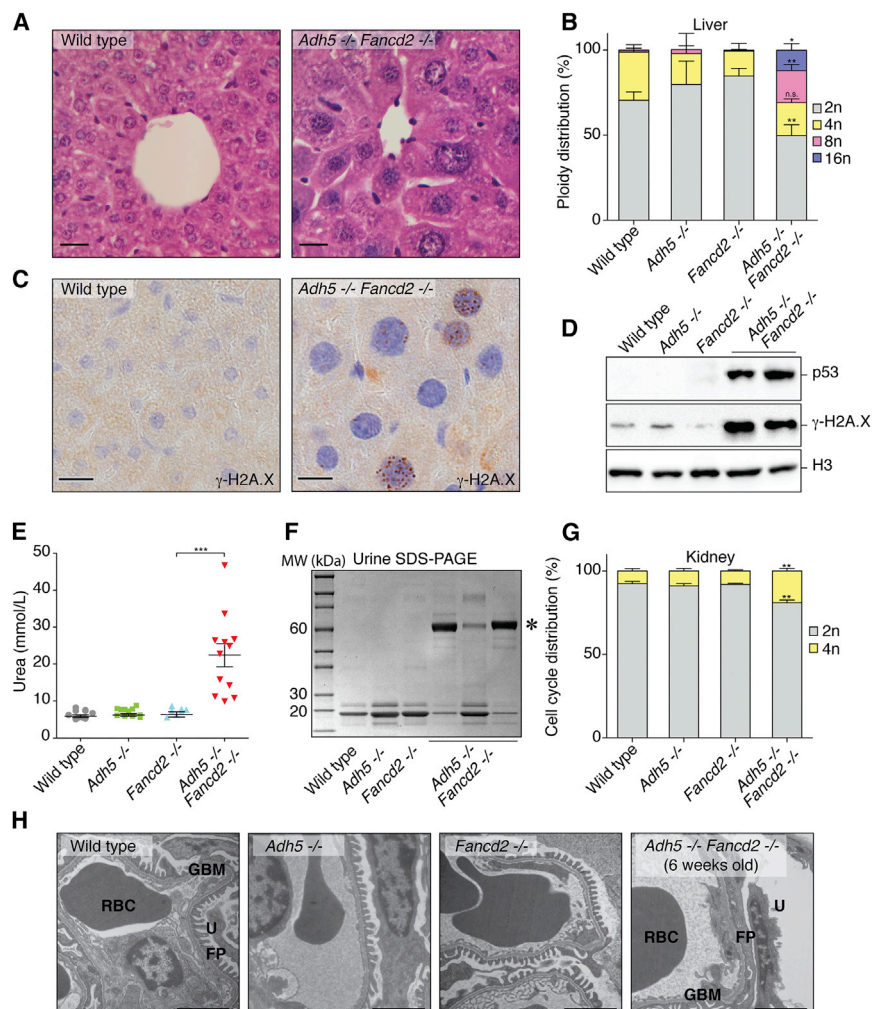 A
Wild type
Adh5 -/- Fancd2 -/-
B
Liver
Ploidy distribution (%)
100
50
0
*
**
n.s.
**
2n
4n
8n
16n
Wild type
Adh5 -/-
Fancd2 -/-
Adh5 -/-
Fancd2 -/-
C
Wild type
γ-H2A.X
Adh5 -/- Fancd2 -/-
γ-H2A.X
D
Wild type
Adh5 -/-
Fancd2 -/-
Adh5 -/-
Fancd2 -/-
p53
γ-H2A.X
H3
E
Urea (mmol/L)
50
40
30
20
10
0
***
Wild type
Adh5 -/-
Fancd2 -/-
Adh5 -/-
Fancd2 -/-
F
MW (kDa)
Urine SDS-PAGE
60
30
20
*
Wild type
Adh5 -/-
Fancd2 -/-
Adh5 -/-
Fancd2 -/-
G
Kidney
Cell cycle distribution (%)
100
50
0
**
**
2n
4n
Wild type
Adh5 -/-
Fancd2 -/-
Adh5 -/-
Fancd2 -/-
H
Wild type
GBM
RBC
U
FP
Adh5 -/-
Fancd2 -/-
Adh5 -/- Fancd2 -/-
(6 weeks old)
U
RBC
FP
GBM